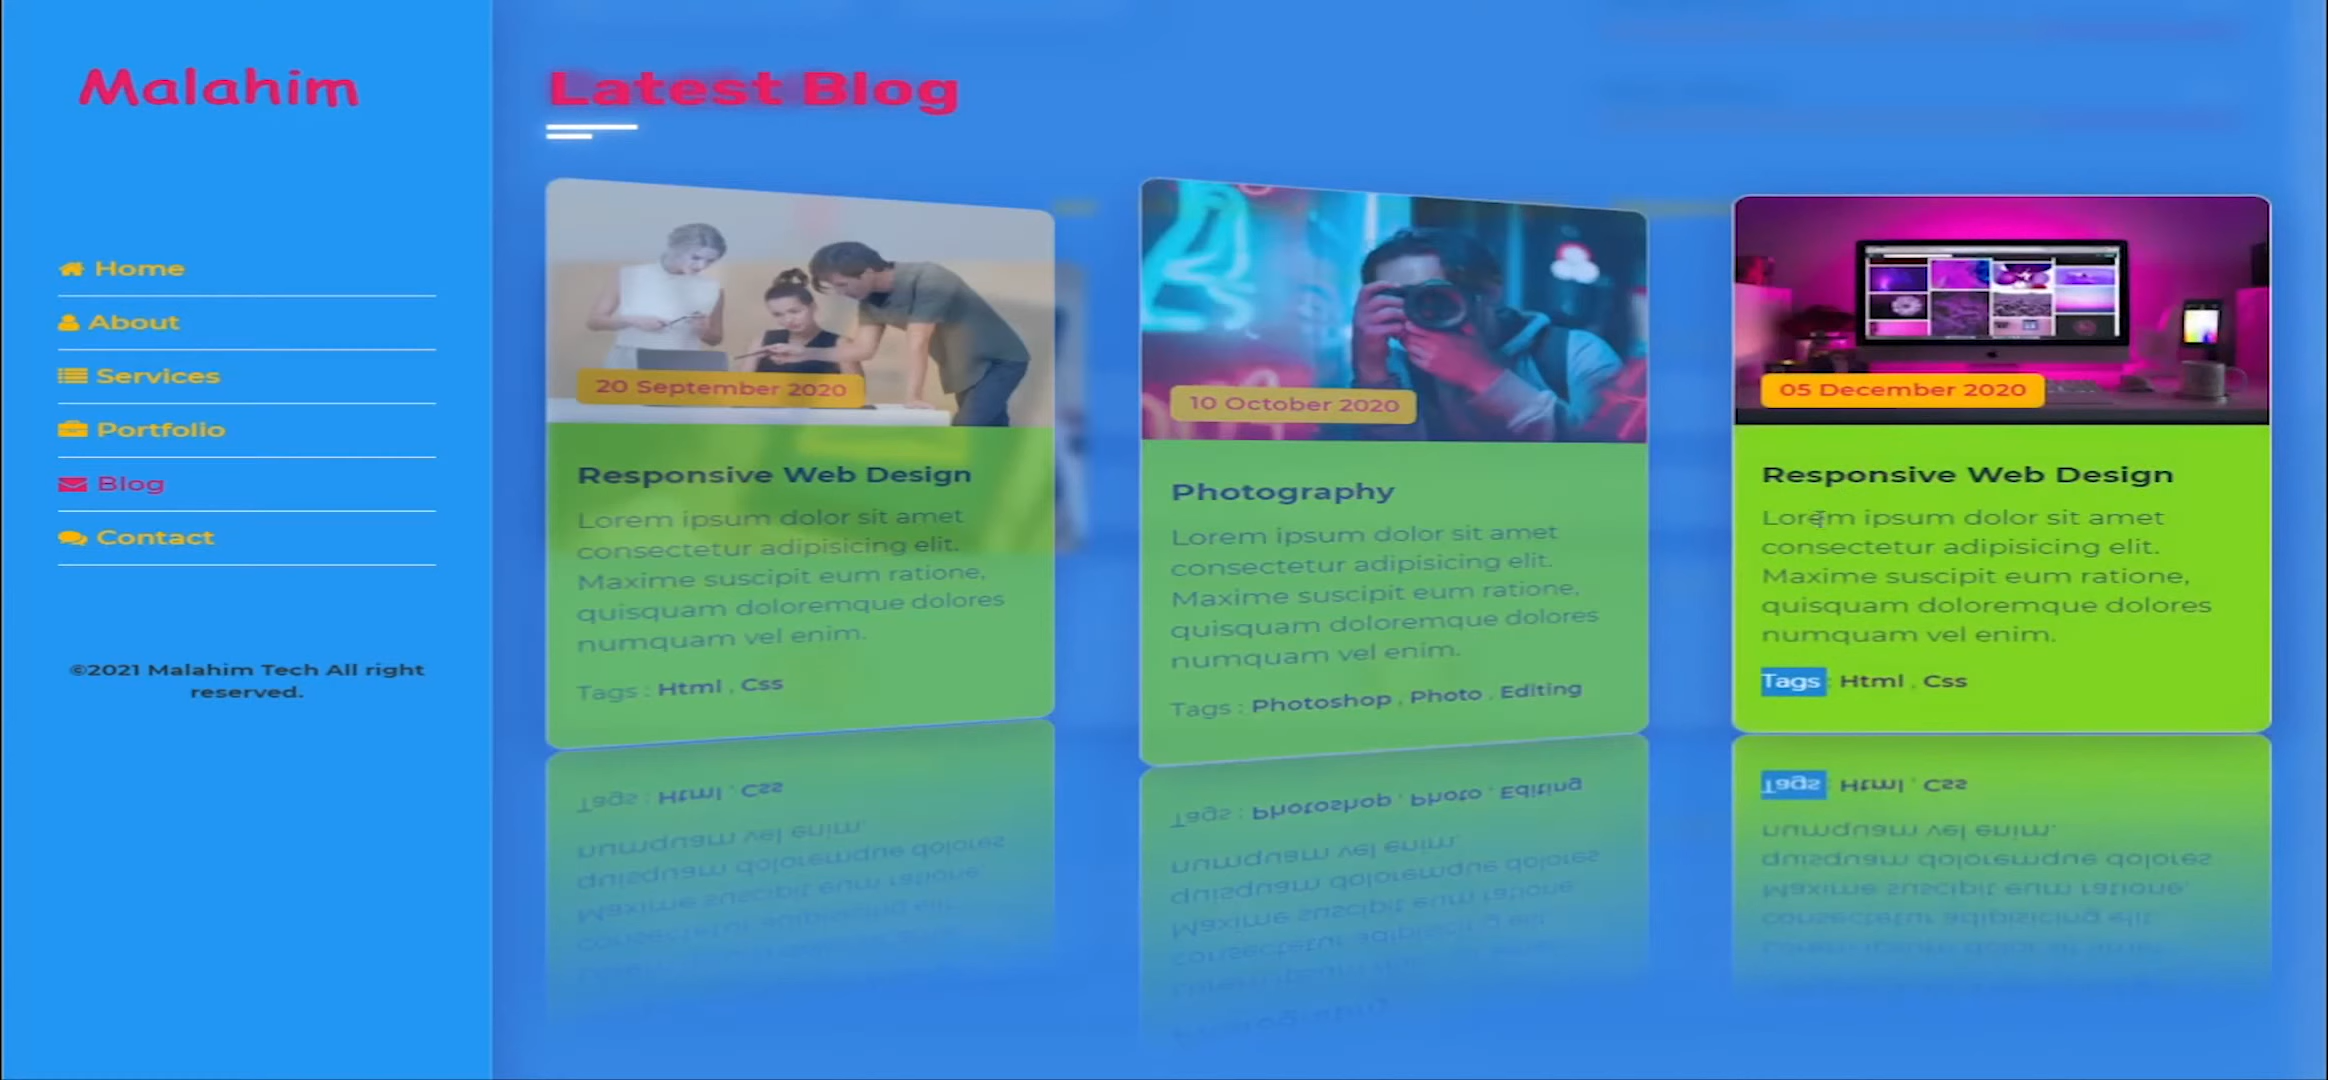 Malahim
Home
About
Services
Portfolio
Blog
Contact
©2021 Malahim Tech All right
reserved.
Latest Blog
20 September 2020
Responsive Web Design
Lorem ipsum dolor sit amet
consectetur adipisicing elit.
Maxime suscipit eum ratione,
quisquam doloremque dolores
numquam vel enim.
Tags : Html , Css
10 October 2020
Photography
Lorem ipsum dolor sit amet
consectetur adipisicing elit.
Maxime suscipit eum ratione,
quisquam doloremque dolores
numquam vel enim.
Tags : Photoshop , Photo , Editing
05 December 2020
Responsive Web Design
Lorem ipsum dolor sit amet
consectetur adipisicing elit.
Maxime suscipit eum ratione,
quisquam doloremque dolores
numquam vel enim.
Tags : Html , Css